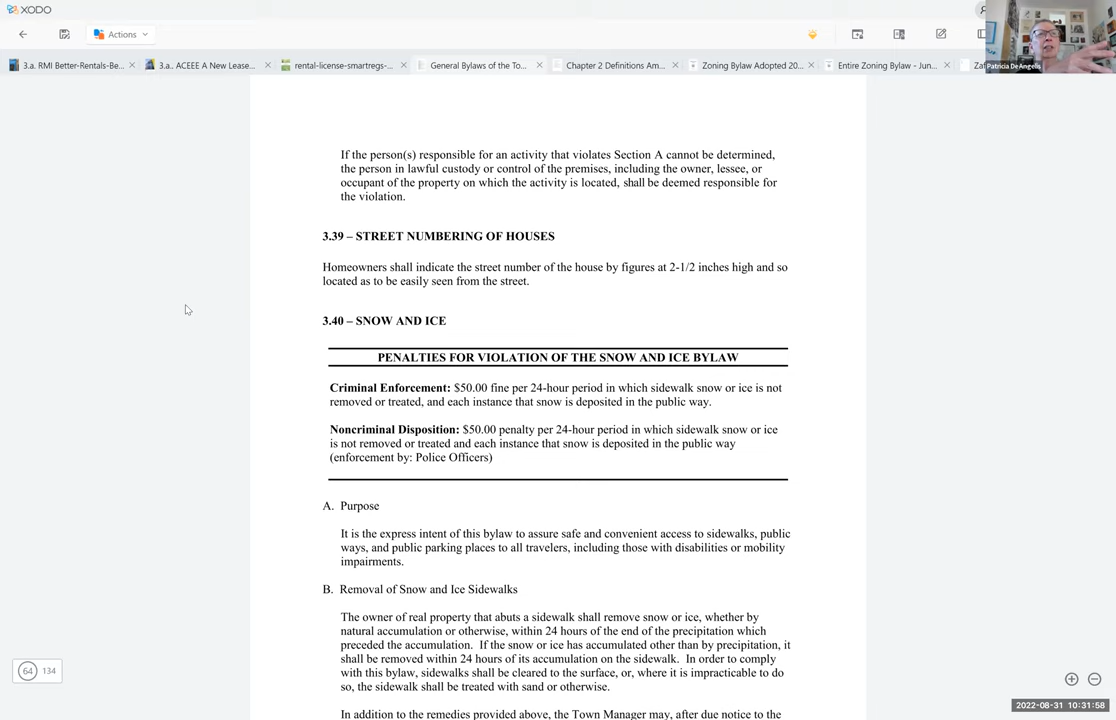 XODO
Actions
3.a. RMI Better-Rentals-Be...
3.a.. ACEEE A New Lease...
rental-license-smartregs-...
General Bylaws of the To...
Chapter 2 Definitions Am...
Zoning Bylaw Adopted 20...
Entire Zoning Bylaw - Jun...
Patricia DeAngelis
If the person(s) responsible for an activity that violates Section A cannot be determined,
the person in lawful custody or control of the premises, including the owner, lessee, or
occupant of the property on which the activity is located, shall be deemed responsible for
the violation.
3.39 – STREET NUMBERING OF HOUSES
Homeowners shall indicate the street number of the house by figures at 2-1/2 inches high and so
located as to be easily seen from the street.
3.40 – SNOW AND ICE
PENALTIES FOR VIOLATION OF THE SNOW AND ICE BYLAW
Criminal Enforcement: $50.00 fine per 24-hour period in which sidewalk snow or ice is not
removed or treated, and each instance that snow is deposited in the public way.
Noncriminal Disposition: $50.00 penalty per 24-hour period in which sidewalk snow or ice
is not removed or treated and each instance that snow is deposited in the public way
(enforcement by: Police Officers)
A. Purpose
It is the express intent of this bylaw to assure safe and convenient access to sidewalks, public
ways, and public parking places to all travelers, including those with disabilities or mobility
impairments.
B. Removal of Snow and Ice Sidewalks
The owner of real property that abuts a sidewalk shall remove snow or ice, whether by
natural accumulation or otherwise, within 24 hours of the end of the precipitation which
preceded the accumulation. If the snow or ice has accumulated other than by precipitation, it
shall be removed within 24 hours of its accumulation on the sidewalk. In order to comply
with this bylaw, sidewalks shall be cleared to the surface, or, where it is impracticable to do
so, the sidewalk shall be treated with sand or otherwise.
In addition to the remedies provided above, the Town Manager may, after due notice to the
64 134
2022-08-31 10:31:58